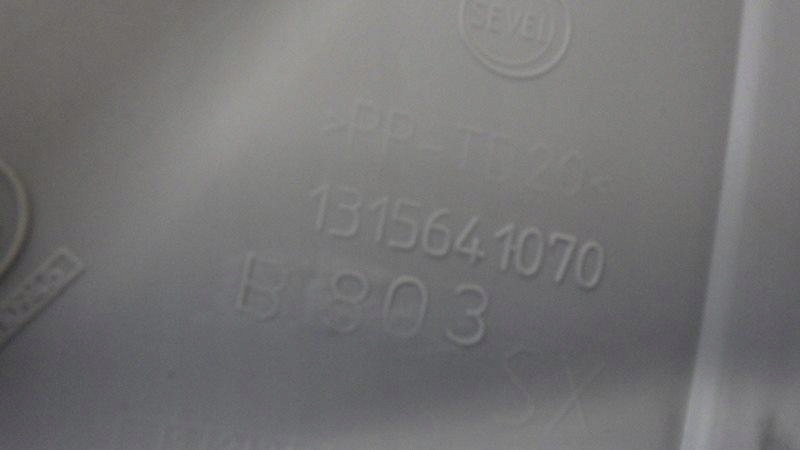 SEVEL
>PP-TD20<
1315641070
B 803
SX